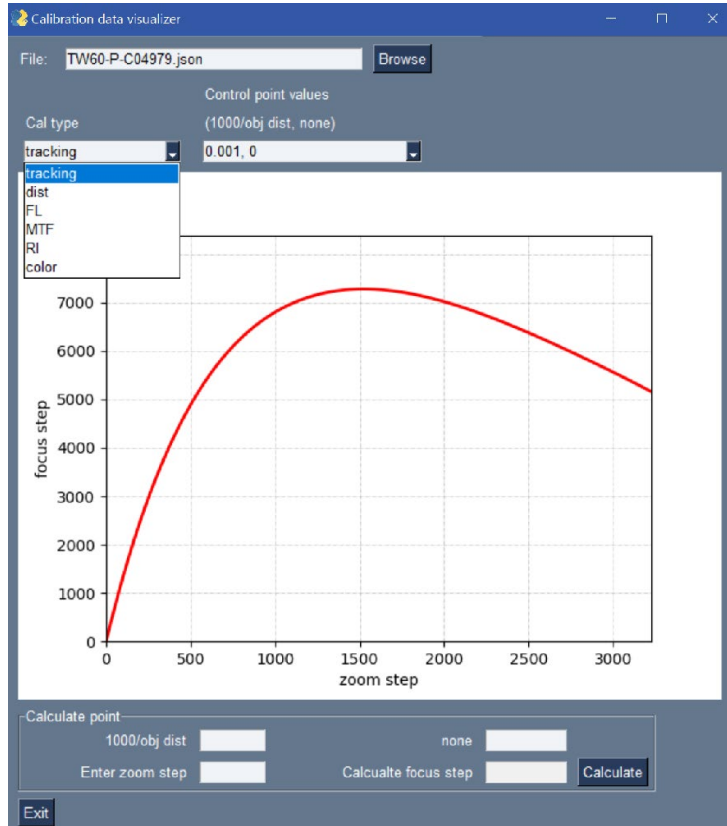 Calibration data visualizer
File: TW60-P-C04979.json Browse
Control point values
Cal type (1000/obj dist, none)
tracking 0.001, 0
tracking
dist
FL
MTF
RI
color
7000
6000
5000
4000
3000
2000
1000
0
focus step
0 500 1000 1500 2000 2500 3000
zoom step
Calculate point
1000/obj dist none
Enter zoom step Calcualte focus step Calculate
Exit